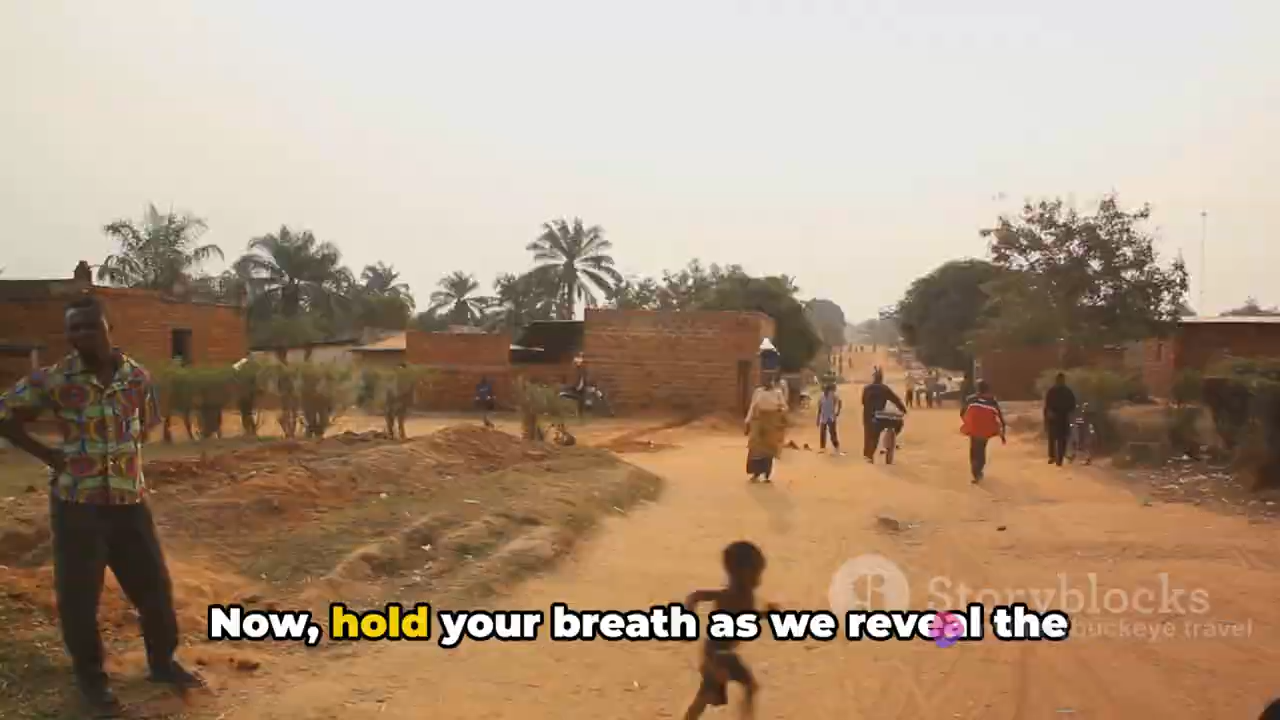 Now, hold your breath as we reveal the
Storyblocks
buckeye travel